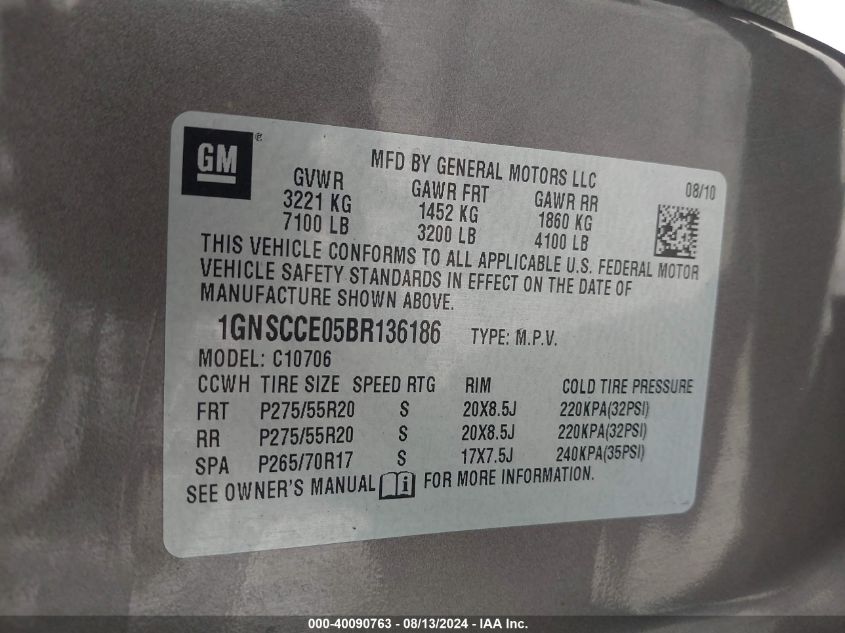 GM ®
MFD BY GENERAL MOTORS LLC
08/10
GVWR GAWR FRT GAWR RR
3221 KG 1452 KG 1860 KG
7100 LB 3200 LB 4100 LB
THIS VEHICLE CONFORMS TO ALL APPLICABLE U.S. FEDERAL MOTOR
VEHICLE SAFETY STANDARDS IN EFFECT ON THE DATE OF
MANUFACTURE SHOWN ABOVE.
1GNSCCE05BR136186 TYPE: M.P.V.
MODEL: C10706
CCWH TIRE SIZE SPEED RTG RIM COLD TIRE PRESSURE
FRT P275/55R20 S 20X8.5J 220KPA(32PSI)
RR P275/55R20 S 20X8.5J 220KPA(32PSI)
SPA P265/70R17 S 17X7.5J 240KPA(35PSI)
SEE OWNER'S MANUAL i FOR MORE INFORMATION.
000-40090763 - 08/13/2024 - IAA Inc.